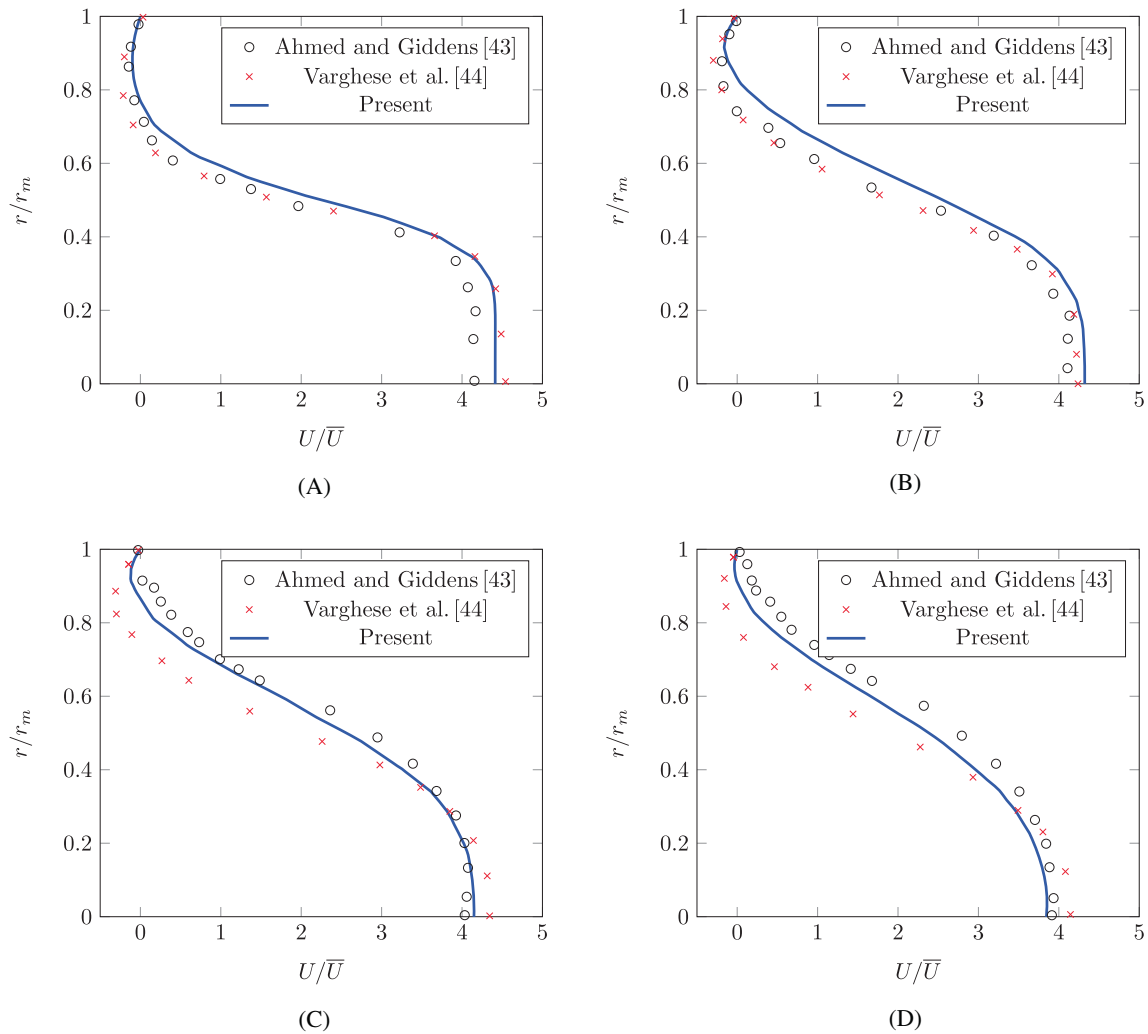 1
0.8
0.6
0.4
0.2
0
r/r_m
Ahmed and Giddens [43]
Varghese et al. [44]
Present
0 1 2 3 4 5
U/U̅
(A)
1
0.8
0.6
0.4
0.2
0
r/r_m
Ahmed and Giddens [43]
Varghese et al. [44]
Present
0 1 2 3 4 5
U/U̅
(B)
1
0.8
0.6
0.4
0.2
0
r/r_m
Ahmed and Giddens [43]
Varghese et al. [44]
Present
0 1 2 3 4 5
U/U̅
(C)
1
0.8
0.6
0.4
0.2
0
r/r_m
Ahmed and Giddens [43]
Varghese et al. [44]
Present
0 1 2 3 4 5
U/U̅
(D)